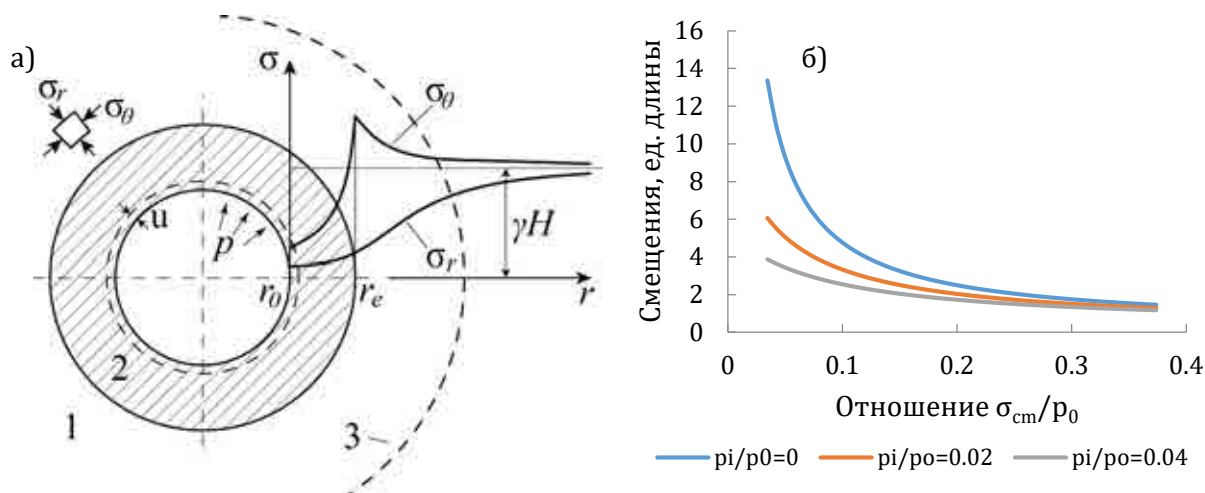 а)
σ
σr
σθ
σθ
u
p
γH
σr
r0
re
r
2
1
3
б)
Смещения, ед. длины
16
14
12
10
8
6
4
2
0
0
0.1
0.2
0.3
0.4
Отношение σcm/p0
pi/p0=0
pi/po=0.02
pi/po=0.04